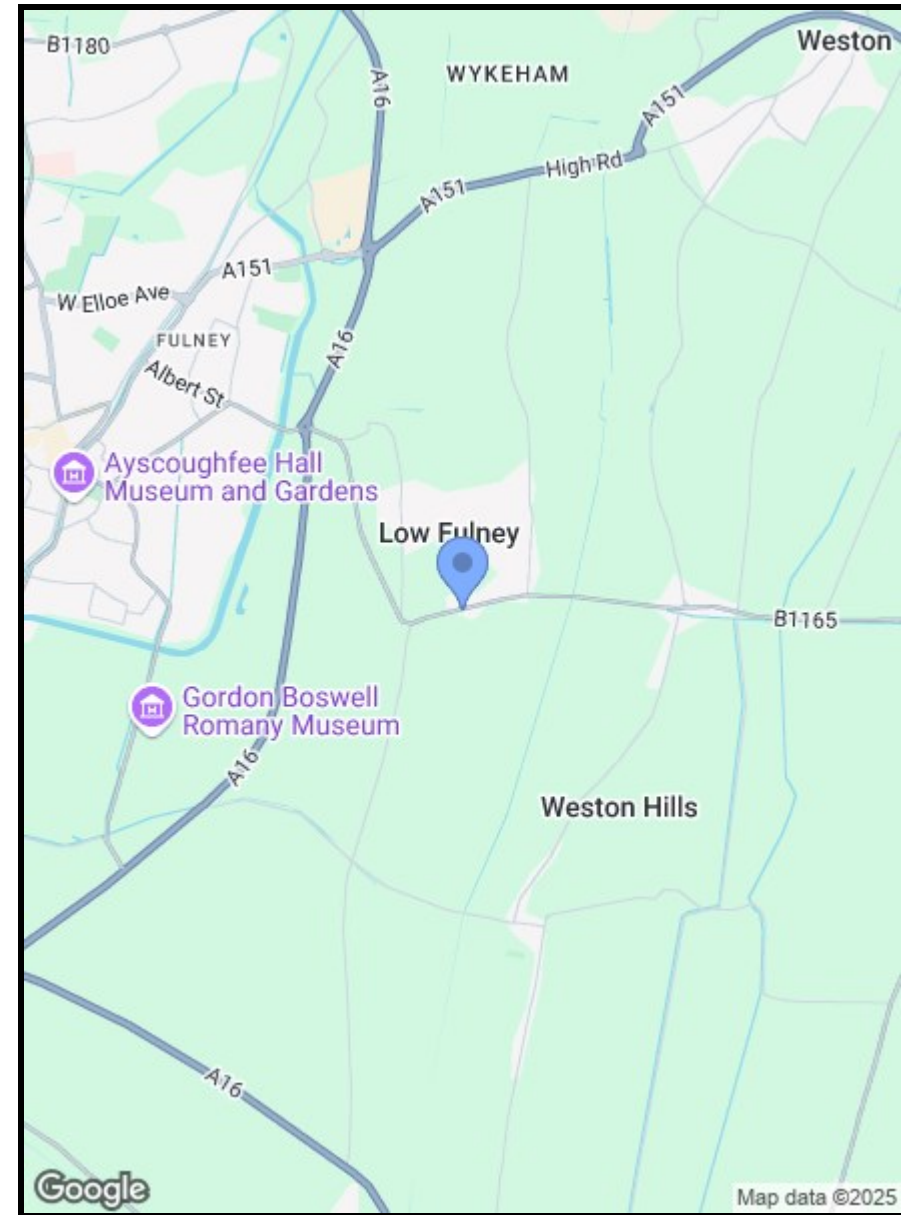 B1180
A16
WYKEHAM
Weston
A151
High Rd
A151
A151
W Elloe Ave
FULNEY
A16
Albert St
Ayscoughfee Hall
Museum and Gardens
Low Fulney
B1165
Gordon Boswell
Romany Museum
A16
Weston Hills
A16
Google
Map data ©2025